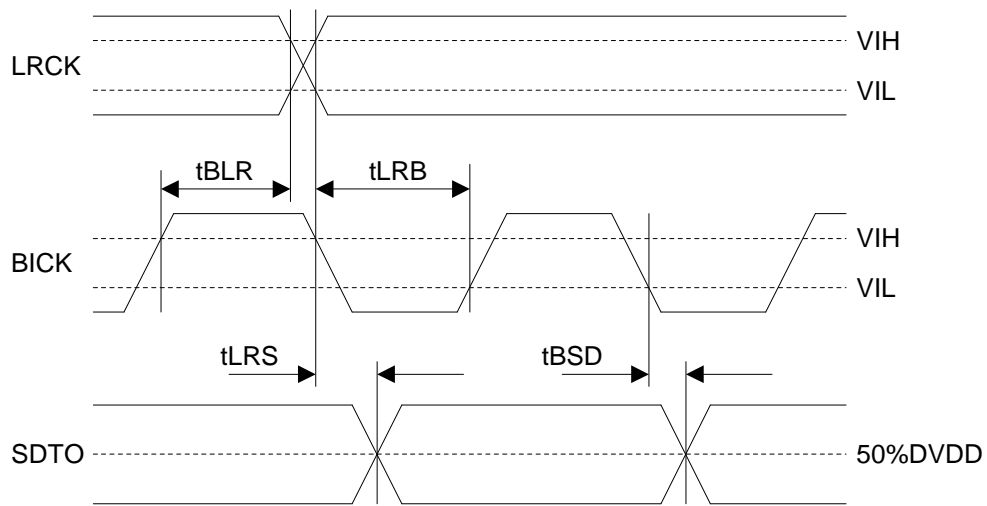 LRCK
VIH
VIL
tBLR
tLRB
BICK
VIH
VIL
tLRS
tBSD
SDTO
50%DVDD